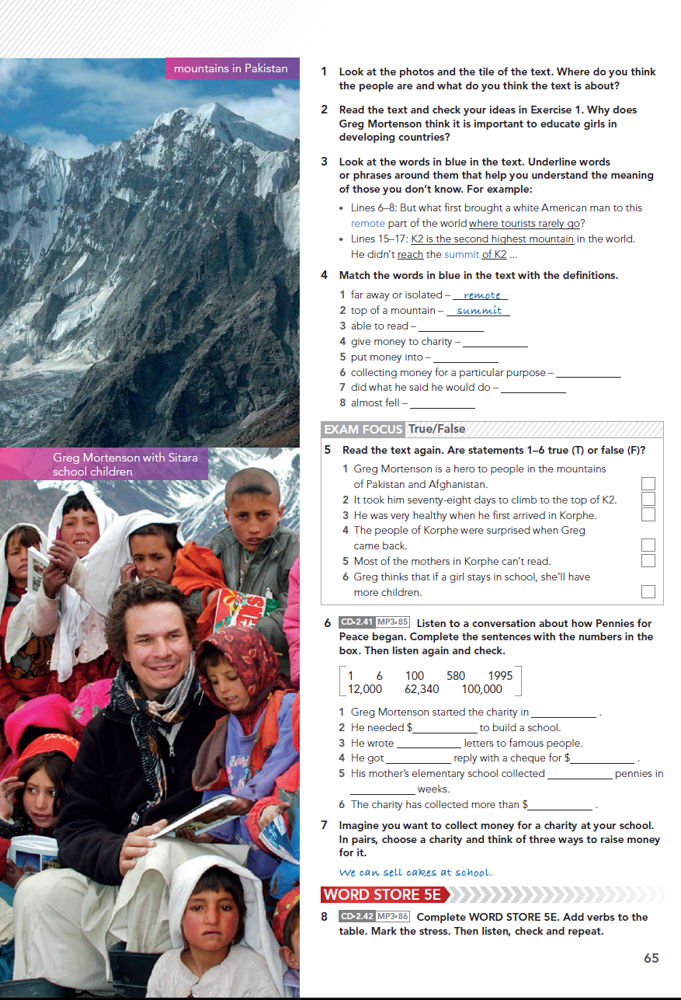 mountains in Pakistan
Greg Mortenson with Sitara
school children
1 Look at the photos and the tile of the text. Where do you think
the people are and what do you think the text is about?
2 Read the text and check your ideas in Exercise 1. Why does
Greg Mortenson think it is important to educate girls in
developing countries?
3 Look at the words in blue in the text. Underline words
or phrases around them that help you understand the meaning
of those you don't know. For example:
• Lines 6–8: But what first brought a white American man to this
remote part of the world where tourists rarely go?
• Lines 15–17: K2 is the second highest mountain in the world.
He didn't reach the summit of K2 ...
4 Match the words in blue in the text with the definitions.
1 far away or isolated – remote
2 top of a mountain – summit
3 able to read – ___
4 give money to charity – ___
5 put money into – ___
6 collecting money for a particular purpose – ___
7 did what he said he would do – ___
8 almost fell – ___
EXAM FOCUS True/False
5 Read the text again. Are statements 1–6 true (T) or false (F)?
1 Greg Mortenson is a hero to people in the mountains
of Pakistan and Afghanistan.
2 It took him seventy-eight days to climb to the top of K2.
3 He was very healthy when he first arrived in Korphe.
4 The people of Korphe were surprised when Greg
came back.
5 Most of the mothers in Korphe can't read.
6 Greg thinks that if a girl stays in school, she'll have
more children.
6 CD•2.41 MP3•85 Listen to a conversation about how Pennies for
Peace began. Complete the sentences with the numbers in the
box. Then listen again and check.
1 6 100 580 1995
12,000 62,340 100,000
1 Greg Mortenson started the charity in ___ .
2 He needed $___ to build a school.
3 He wrote ___ letters to famous people.
4 He got ___ reply with a cheque for $___ .
5 His mother's elementary school collected ___ pennies in
___ weeks.
6 The charity has collected more than $___ .
7 Imagine you want to collect money for a charity at your school.
In pairs, choose a charity and think of three ways to raise money
for it.
We can sell cakes at school.
WORD STORE 5E
8 CD•2.42 MP3•86 Complete WORD STORE 5E. Add verbs to the
table. Mark the stress. Then listen, check and repeat.
65